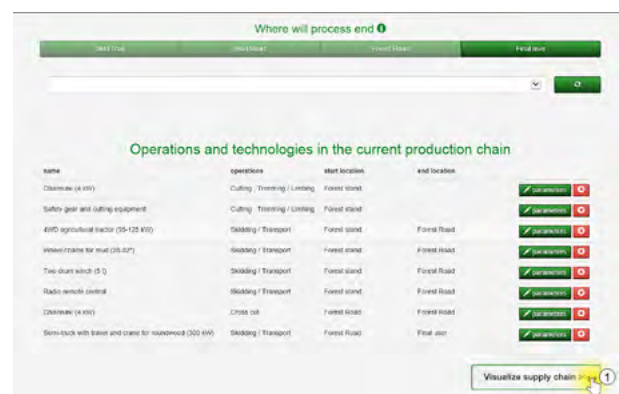 Where will process end
Skid Trail Skid Road Forest Road Final user
Operations and technologies in the current production chain
name operations start location end location
Chainsaw (4 kW) Cutting / Trimming / Limbing Forest stand parameters
Safety gear and cutting equipment Cutting / Trimming / Limbing Forest stand parameters
4WD agricultural tractor (35-125 kW) Skidding / Transport Forest stand Forest Road parameters
Wheel chains for mud Skidding / Transport Forest stand Forest Road parameters
Two drum winch (5 t) Skidding / Transport Forest stand Forest Road parameters
Radio remote control Skidding / Transport Forest stand Forest Road parameters
Chainsaw (4 kW) Cross cut Forest Road Forest Road parameters
Semi-truck with trailer and crane for roundwood (300 kW) Skidding / Transport Forest Road Final user parameters
Visualize supply chain 1